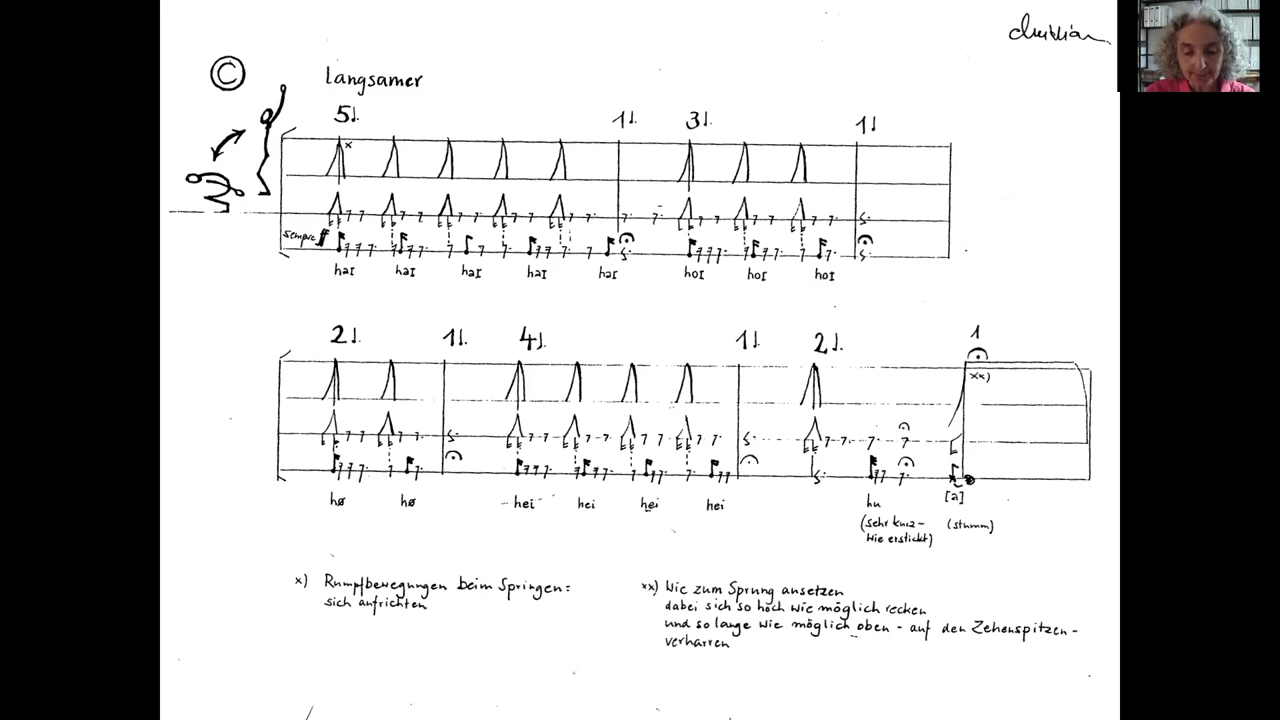 Christian
C
Langsamer
5 1 3 1
sempre ff
haɪ haɪ haɪ haɪ haɪ hoɪ hoɪ hoɪ
2 1 4 1 2 1
xx)
hø hø hei hei hei hei hu [a]
(sehr kurz - (stumm)
wie erstickt)
x) Rumpfbewegungen beim Springen:
sich aufrichten
xx) Wie zum Sprung ansetzen
dabei sich so hoch wie möglich recken
und so lange wie möglich oben - auf den Zehenspitzen -
verharren